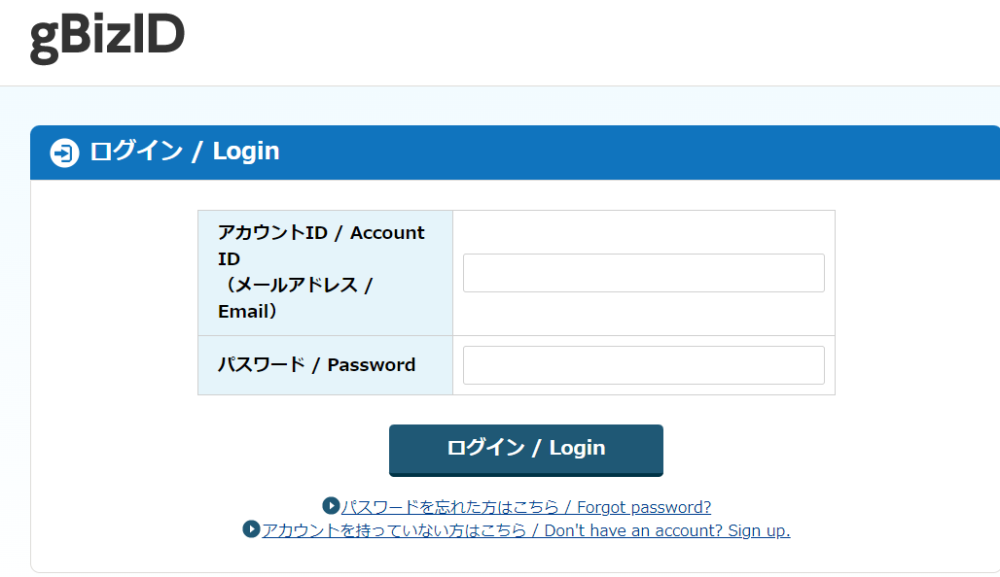 gBizID
ログイン / Login
アカウントID / Account
ID
（メールアドレス /
Email）
パスワード / Password
ログイン / Login
パスワードを忘れた方はこちら / Forgot password?
アカウントを持っていない方はこちら / Don't have an account? Sign up.